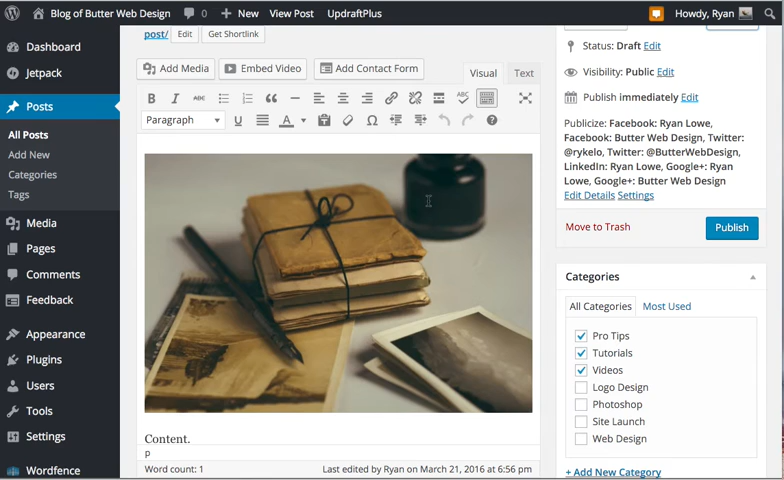 Blog of Butter Web Design 0 + New View Post UpdraftPlus Howdy, Ryan
Dashboard
Jetpack
Posts
All Posts
Add New
Categories
Tags
Media
Pages
Comments
Feedback
Appearance
Plugins
Users
Tools
Settings
Wordfence
post/ Edit Get Shortlink
Add Media Embed Video Add Contact Form Visual Text
B I ABC ABC
Paragraph U A Ω ?
Content.
p
Word count: 1 Last edited by Ryan on March 21, 2016 at 6:56 pm
Status: Draft Edit
Visibility: Public Edit
Publish immediately Edit
Publicize: Facebook: Ryan Lowe,
Facebook: Butter Web Design, Twitter:
@rykelo, Twitter: @ButterWebDesign,
LinkedIn: Ryan Lowe, Google+: Ryan
Lowe, Google+: Butter Web Design
Edit Details Settings
Move to Trash Publish
Categories
All Categories Most Used
Pro Tips
Tutorials
Videos
Logo Design
Photoshop
Site Launch
Web Design
+ Add New Category